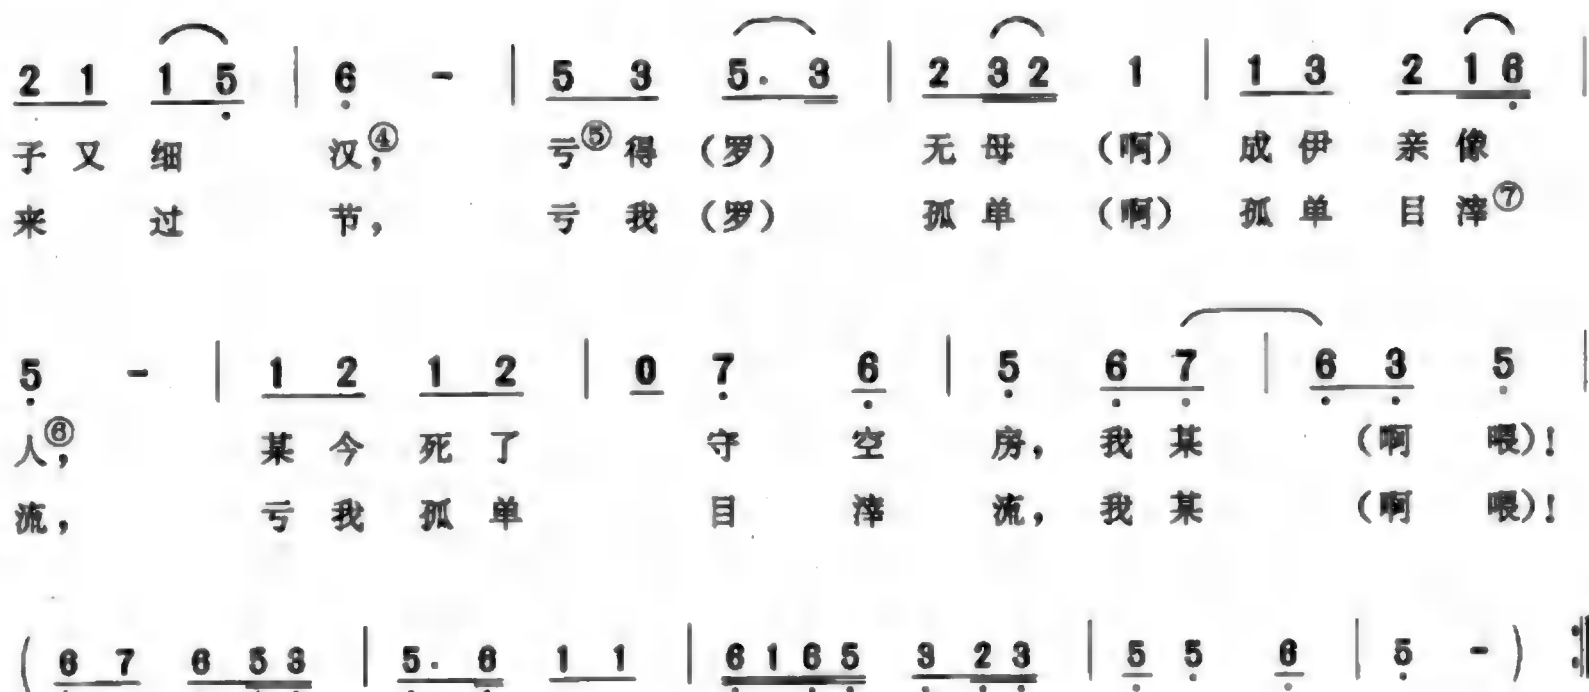 2 1 1 5 | 6 - | 5 3 5. 3 | 2 3 2 1 | 1 3 2 1 6 |
子又细 汉,④ 亏⑤得(罗) 无母(啊) 成伊亲像
来过 节, 亏我(罗) 孤单(啊) 孤单目滓⑦
5 - | 1 2 1 2 | 0 7 6 | 5 6 7 | 6 3 5 |
人,⑥ 某今死了 守空房,我某(啊喂)!
流, 亏我孤单 目滓流,我某(啊喂)!
( 6 7 6 5 3 | 5. 6 1 1 | 6 1 6 5 3 2 3 | 5 5 6 | 5 - ) :|